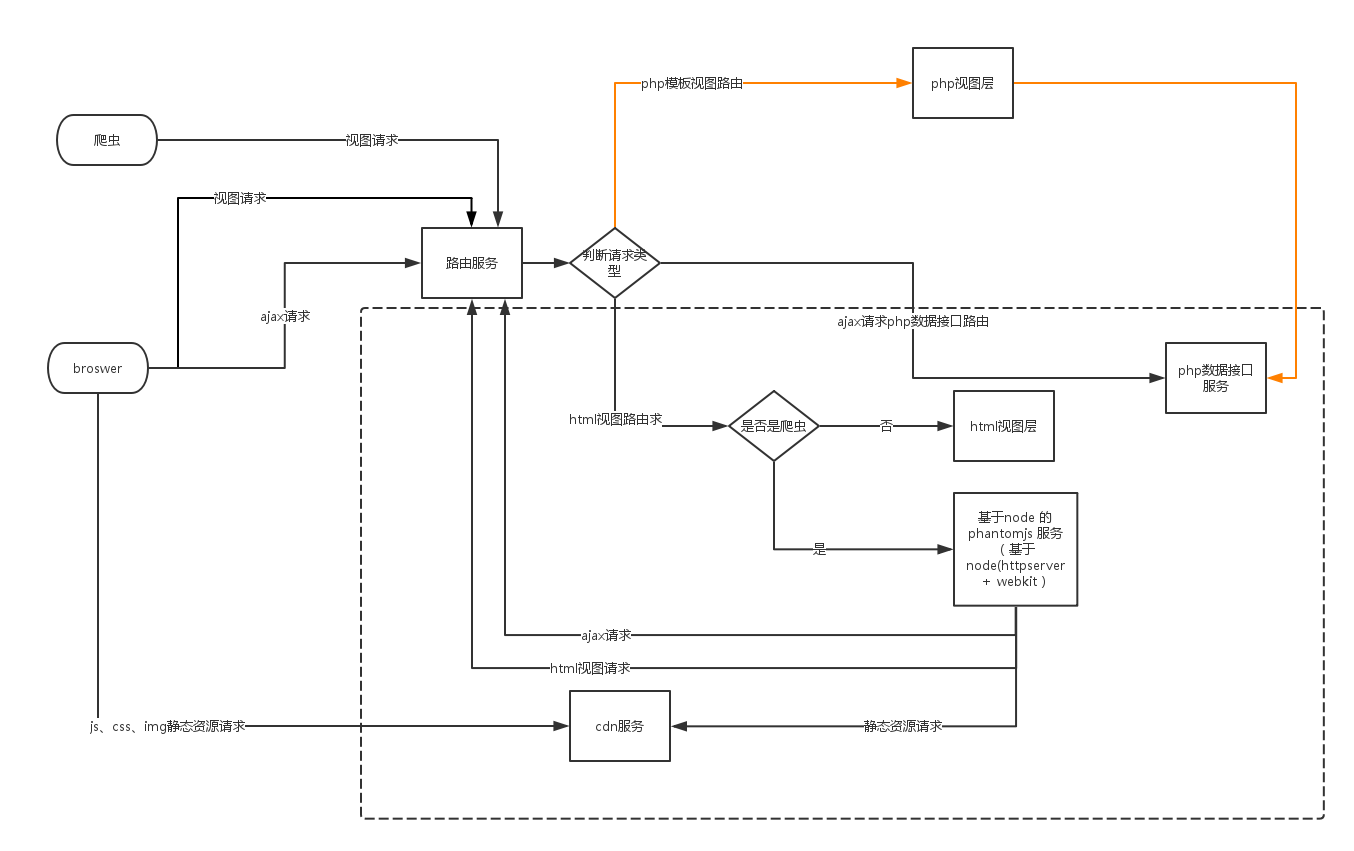 php模板视图路由
php视图层
爬虫
视图请求
视图请求
路由服务
判断请求类
型
ajax请求
ajax请求php数据接口路由
broswer
php数据接口
服务
html视图路由求
是否是爬虫
否
html视图层
基于node 的
phantomjs 服务
（ 基于
node(httpserver
+ webkit ）
是
ajax请求
html视图请求
js、css、img静态资源请求
cdn服务
静态资源请求